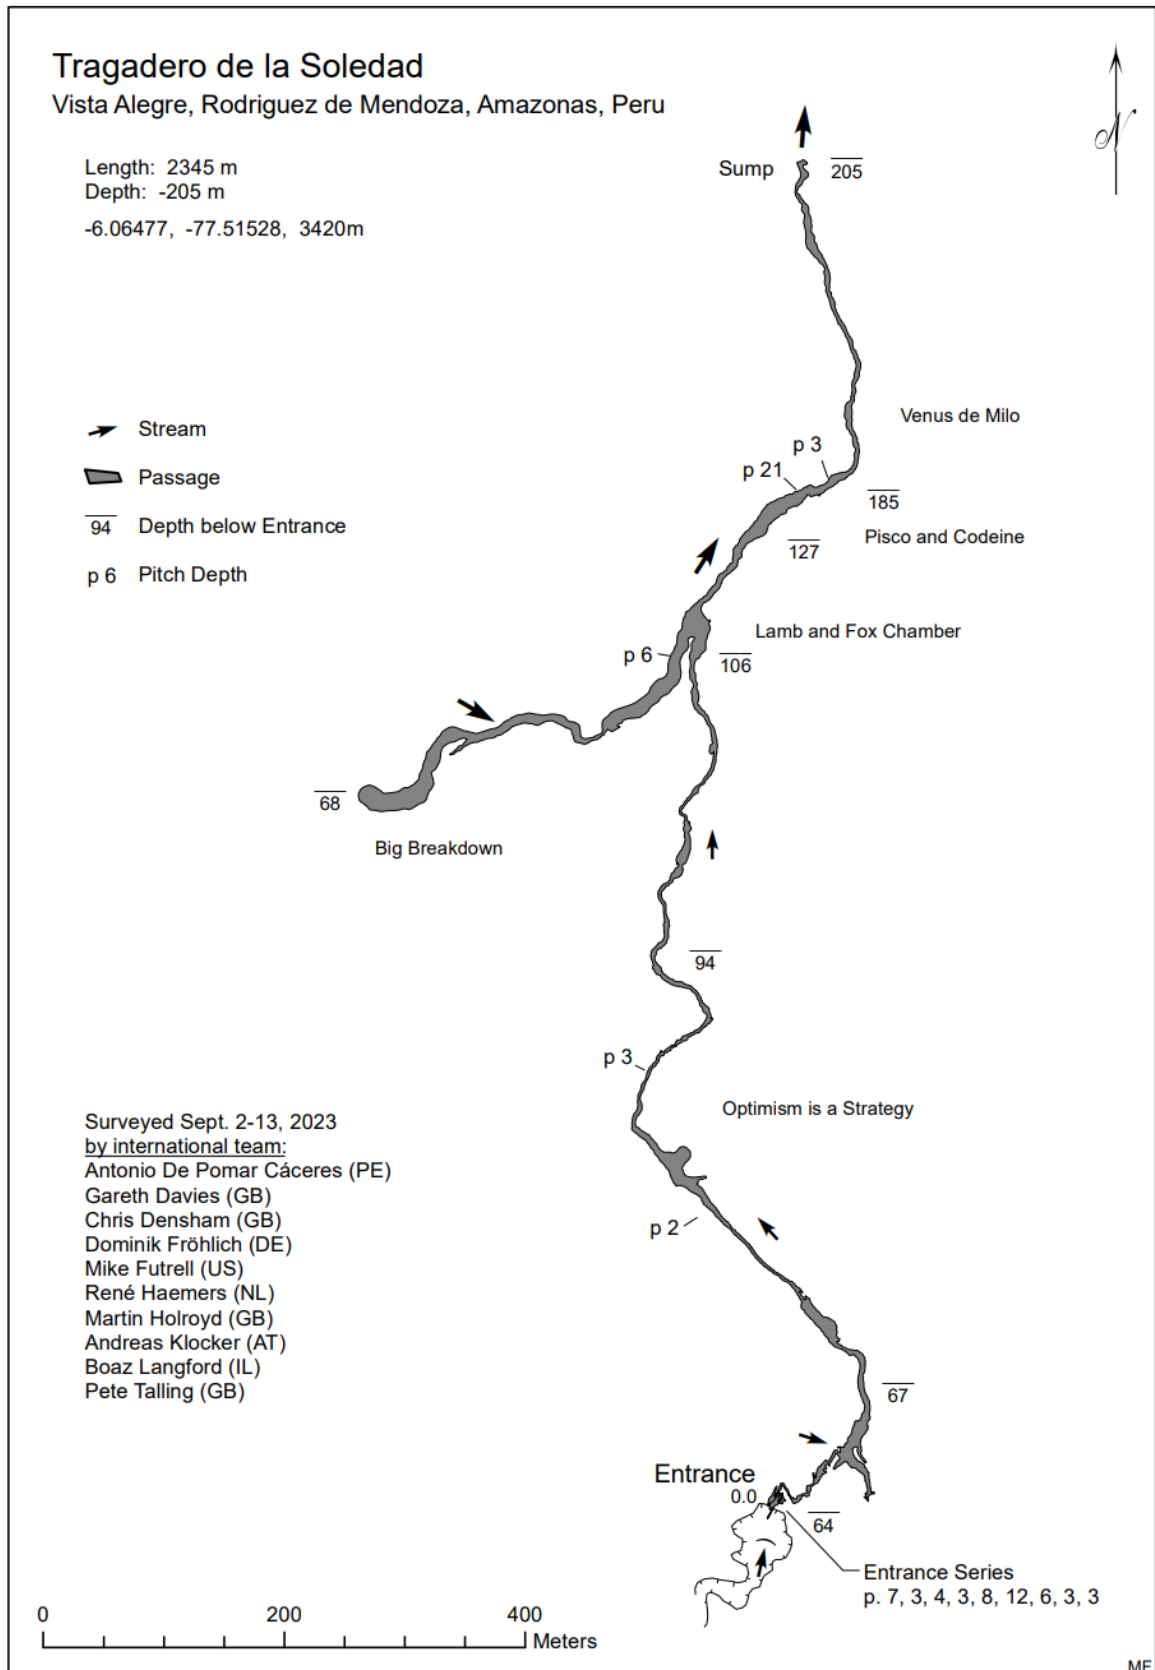 Tragadero de la Soledad
Vista Alegre, Rodriguez de Mendoza, Amazonas, Peru
Length: 2345 m
Depth: -205 m
-6.06477, -77.51528, 3420m
N
Sump
205
Stream
Passage
94 Depth below Entrance
p 6 Pitch Depth
Venus de Milo
p 3
p 21
185
127
Pisco and Codeine
Lamb and Fox Chamber
p 6
106
68
Big Breakdown
94
p 3
Optimism is a Strategy
p 2
67
Surveyed Sept. 2-13, 2023
by international team:
Antonio De Pomar Cáceres (PE)
Gareth Davies (GB)
Chris Densham (GB)
Dominik Fröhlich (DE)
Mike Futrell (US)
René Haemers (NL)
Martin Holroyd (GB)
Andreas Klocker (AT)
Boaz Langford (IL)
Pete Talling (GB)
Entrance
0.0
64
Entrance Series
p. 7, 3, 4, 3, 8, 12, 6, 3, 3
0 200 400
Meters
MF